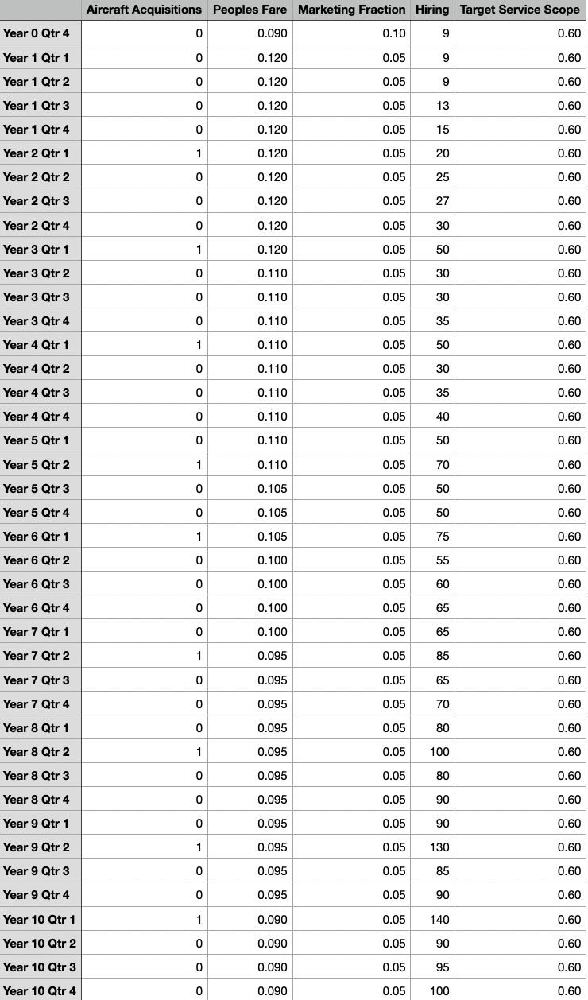 Aircraft Acquisitions Peoples Fare Marketing Fraction Hiring Target Service Scope
Year 0 Qtr 4 0 0.090 0.10 9 0.60
Year 1 Qtr 1 0 0.120 0.05 9 0.60
Year 1 Qtr 2 0 0.120 0.05 9 0.60
Year 1 Qtr 3 0 0.120 0.05 13 0.60
Year 1 Qtr 4 0 0.120 0.05 15 0.60
Year 2 Qtr 1 1 0.120 0.05 20 0.60
Year 2 Qtr 2 0 0.120 0.05 25 0.60
Year 2 Qtr 3 0 0.120 0.05 27 0.60
Year 2 Qtr 4 0 0.120 0.05 30 0.60
Year 3 Qtr 1 1 0.120 0.05 50 0.60
Year 3 Qtr 2 0 0.110 0.05 30 0.60
Year 3 Qtr 3 0 0.110 0.05 30 0.60
Year 3 Qtr 4 0 0.110 0.05 35 0.60
Year 4 Qtr 1 1 0.110 0.05 50 0.60
Year 4 Qtr 2 0 0.110 0.05 30 0.60
Year 4 Qtr 3 0 0.110 0.05 35 0.60
Year 4 Qtr 4 0 0.110 0.05 40 0.60
Year 5 Qtr 1 0 0.110 0.05 50 0.60
Year 5 Qtr 2 1 0.110 0.05 70 0.60
Year 5 Qtr 3 0 0.105 0.05 50 0.60
Year 5 Qtr 4 0 0.105 0.05 50 0.60
Year 6 Qtr 1 1 0.105 0.05 75 0.60
Year 6 Qtr 2 0 0.100 0.05 55 0.60
Year 6 Qtr 3 0 0.100 0.05 60 0.60
Year 6 Qtr 4 0 0.100 0.05 65 0.60
Year 7 Qtr 1 0 0.100 0.05 65 0.60
Year 7 Qtr 2 1 0.095 0.05 85 0.60
Year 7 Qtr 3 0 0.095 0.05 65 0.60
Year 7 Qtr 4 0 0.095 0.05 70 0.60
Year 8 Qtr 1 0 0.095 0.05 80 0.60
Year 8 Qtr 2 1 0.095 0.05 100 0.60
Year 8 Qtr 3 0 0.095 0.05 80 0.60
Year 8 Qtr 4 0 0.095 0.05 90 0.60
Year 9 Qtr 1 0 0.095 0.05 90 0.60
Year 9 Qtr 2 1 0.095 0.05 130 0.60
Year 9 Qtr 3 0 0.095 0.05 85 0.60
Year 9 Qtr 4 0 0.095 0.05 90 0.60
Year 10 Qtr 1 1 0.090 0.05 140 0.60
Year 10 Qtr 2 0 0.090 0.05 90 0.60
Year 10 Qtr 3 0 0.090 0.05 95 0.60
Year 10 Qtr 4 0 0.090 0.05 100 0.60